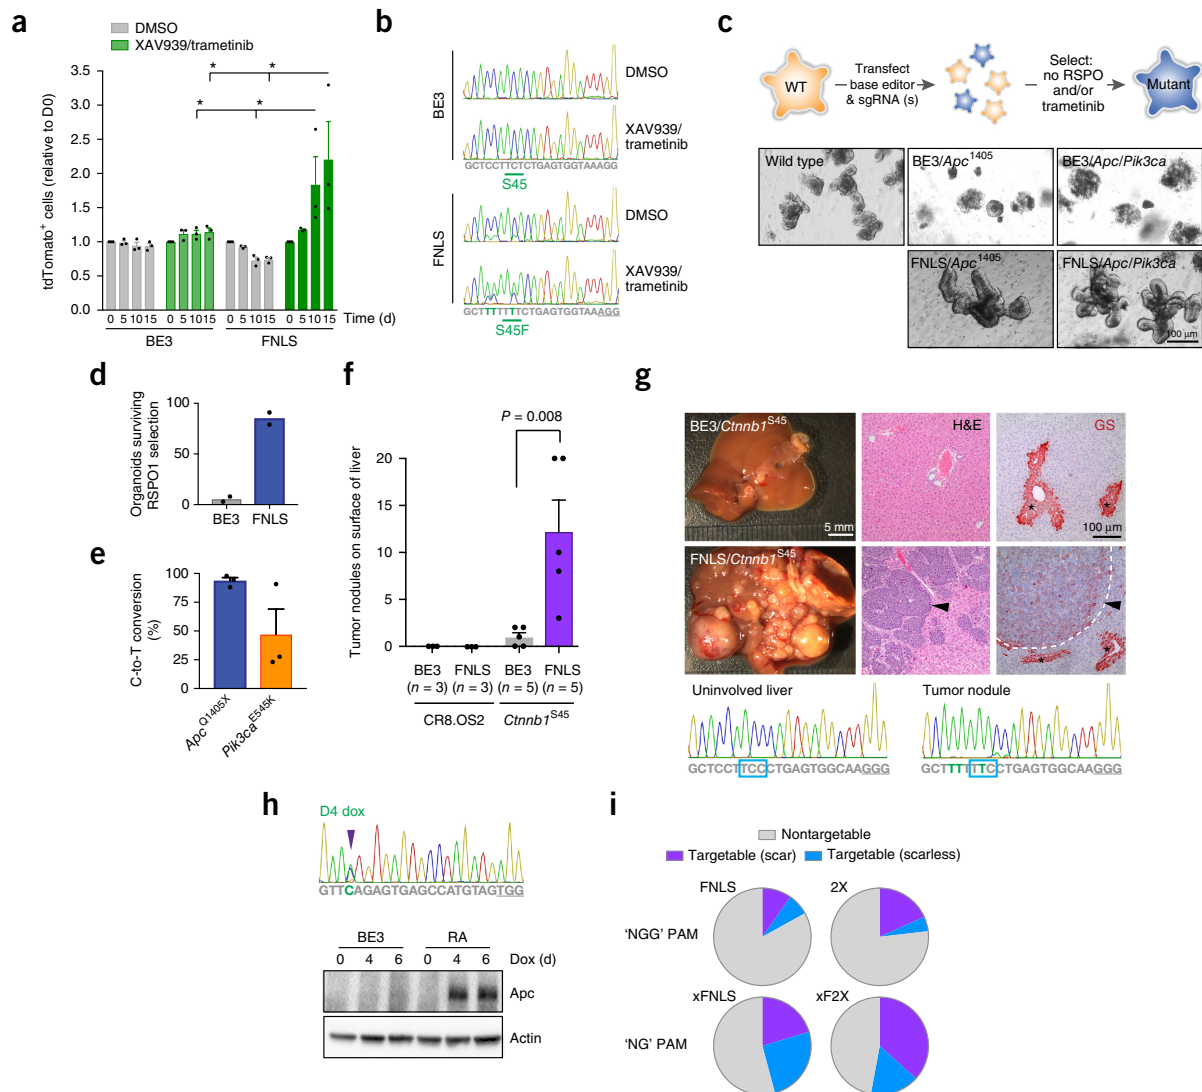 a
DMSO
XAV939/trametinib
tdTomato+ cells (relative to D0)
3.5
3.0
2.5
2.0
1.5
1.0
0.5
0.0
* *
* *
0 5 10 15 0 5 10 15 0 5 10 15 0 5 10 15 Time (d)
BE3 FNLS
b
BE3
DMSO
XAV939/
trametinib
GCTCCTTCTCTGAGTGGTAAAGG
S45
FNLS
DMSO
XAV939/
trametinib
GCTTTTTTTCTGAGTGGTAAAGG
S45F
c
WT
Transfect
base editor
& sgRNA (s)
Select:
no RSPO
and/or
trametinib
Mutant
Wild type
BE3/Apc1405
BE3/Apc/Pik3ca
FNLS/Apc1405
FNLS/Apc/Pik3ca
100 µm
d
Organoids surviving
RSPO1 selection
100
50
0
BE3 FNLS
e
C-to-T conversion
(%)
100
75
50
25
0
ApcQ1405X
Pik3caE545K
f
P = 0.008
Tumor nodules on surface of liver
20
15
10
5
0
BE3 FNLS BE3 FNLS
(n = 3) (n = 3) (n = 5) (n = 5)
CR8.OS2 Ctnnb1S45
g
BE3/Ctnnb1S45
5 mm
H&E
GS
* *
100 µm
FNLS/Ctnnb1S45
* *
Uninvolved liver
GCTCCTTCCCTGAGTGGCAAGGG
Tumor nodule
GCTTTTTTCCTGAGTGGCAAGGG
h
D4 dox
GTTCAGAGTGAGCCATGTAGTGG
BE3 RA
0 4 6 0 4 6 Dox (d)
Apc
Actin
i
Nontargetable
Targetable (scar)
Targetable (scarless)
FNLS 2X
'NGG' PAM
xFNLS xF2X
'NG' PAM